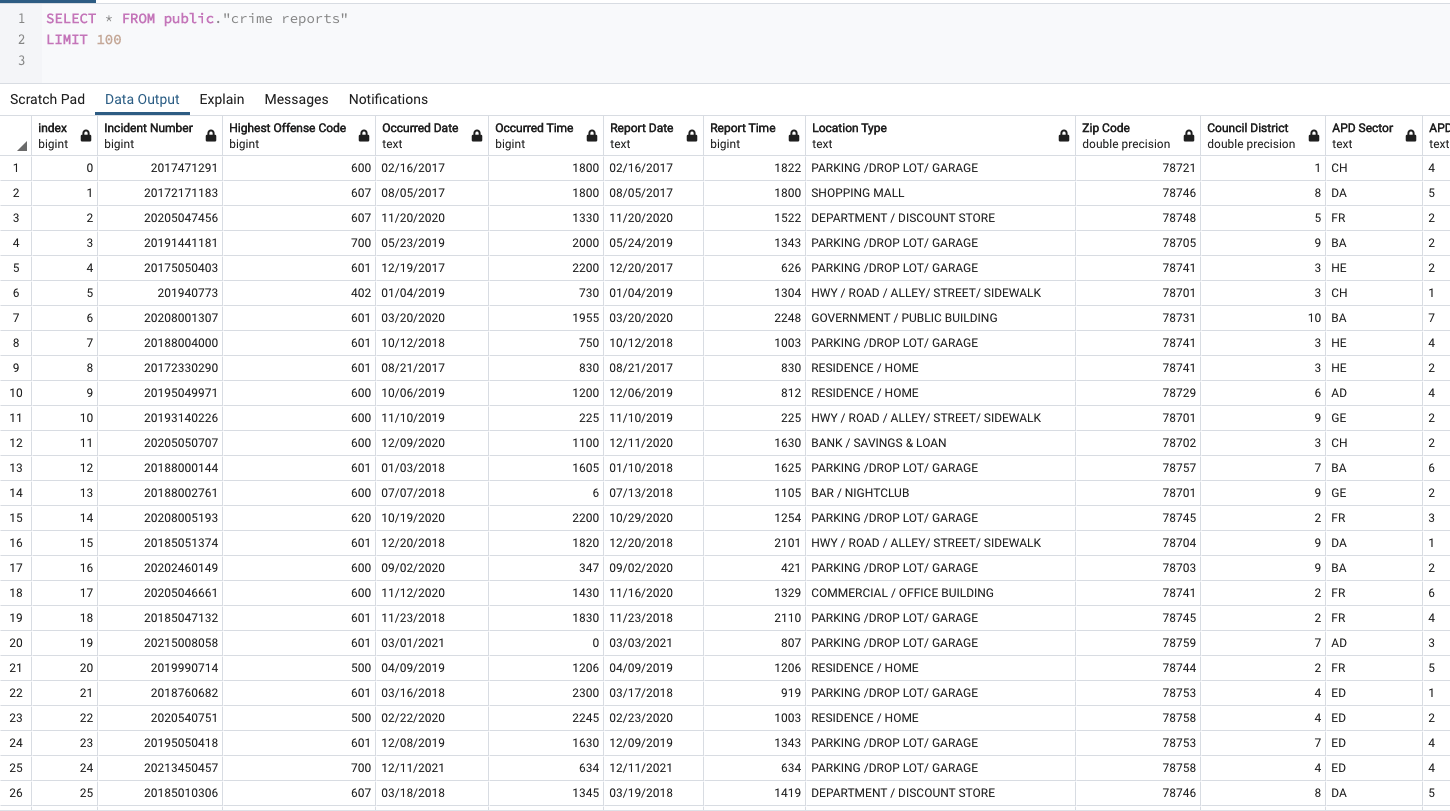 1 SELECT * FROM public."crime reports"
2 LIMIT 100
3
Scratch Pad Data Output Explain Messages Notifications
index Incident Number Highest Offense Code Occurred Date Occurred Time Report Date Report Time Location Type Zip Code Council District APD Sector APD
bigint bigint bigint text bigint text bigint text double precision double precision text text
1 0 2017471291 600 02/16/2017 1800 02/16/2017 1822 PARKING /DROP LOT/ GARAGE 78721 1 CH 4
2 1 20172171183 607 08/05/2017 1800 08/05/2017 1800 SHOPPING MALL 78746 8 DA 5
3 2 20205047456 607 11/20/2020 1330 11/20/2020 1522 DEPARTMENT / DISCOUNT STORE 78748 5 FR 2
4 3 20191441181 700 05/23/2019 2000 05/24/2019 1343 PARKING /DROP LOT/ GARAGE 78705 9 BA 2
5 4 20175050403 601 12/19/2017 2200 12/20/2017 626 PARKING /DROP LOT/ GARAGE 78741 3 HE 2
6 5 201940773 402 01/04/2019 730 01/04/2019 1304 HWY / ROAD / ALLEY/ STREET/ SIDEWALK 78701 3 CH 1
7 6 20208001307 601 03/20/2020 1955 03/20/2020 2248 GOVERNMENT / PUBLIC BUILDING 78731 10 BA 7
8 7 20188004000 601 10/12/2018 750 10/12/2018 1003 PARKING /DROP LOT/ GARAGE 78741 3 HE 4
9 8 20172330290 601 08/21/2017 830 08/21/2017 830 RESIDENCE / HOME 78741 3 HE 2
10 9 20195049971 600 10/06/2019 1200 12/06/2019 812 RESIDENCE / HOME 78729 6 AD 4
11 10 20193140226 600 11/10/2019 225 11/10/2019 225 HWY / ROAD / ALLEY/ STREET/ SIDEWALK 78701 9 GE 2
12 11 20205050707 600 12/09/2020 1100 12/11/2020 1630 BANK / SAVINGS & LOAN 78702 3 CH 2
13 12 20188000144 601 01/03/2018 1605 01/10/2018 1625 PARKING /DROP LOT/ GARAGE 78757 7 BA 6
14 13 20188002761 600 07/07/2018 6 07/13/2018 1105 BAR / NIGHTCLUB 78701 9 GE 2
15 14 20208005193 620 10/19/2020 2200 10/29/2020 1254 PARKING /DROP LOT/ GARAGE 78745 2 FR 3
16 15 20185051374 601 12/20/2018 1820 12/20/2018 2101 HWY / ROAD / ALLEY/ STREET/ SIDEWALK 78704 9 DA 1
17 16 20202460149 600 09/02/2020 347 09/02/2020 421 PARKING /DROP LOT/ GARAGE 78703 9 BA 2
18 17 20205046661 600 11/12/2020 1430 11/16/2020 1329 COMMERCIAL / OFFICE BUILDING 78741 2 FR 6
19 18 20185047132 601 11/23/2018 1830 11/23/2018 2110 PARKING /DROP LOT/ GARAGE 78745 2 FR 4
20 19 20215008058 601 03/01/2021 0 03/03/2021 807 PARKING /DROP LOT/ GARAGE 78759 7 AD 3
21 20 2019990714 500 04/09/2019 1206 04/09/2019 1206 RESIDENCE / HOME 78744 2 FR 5
22 21 2018760682 601 03/16/2018 2300 03/17/2018 919 PARKING /DROP LOT/ GARAGE 78753 4 ED 1
23 22 2020540751 500 02/22/2020 2245 02/23/2020 1003 RESIDENCE / HOME 78758 4 ED 2
24 23 20195050418 601 12/08/2019 1630 12/09/2019 1343 PARKING /DROP LOT/ GARAGE 78753 7 ED 4
25 24 20213450457 700 12/11/2021 634 12/11/2021 634 PARKING /DROP LOT/ GARAGE 78758 4 ED 4
26 25 20185010306 607 03/18/2018 1345 03/19/2018 1419 DEPARTMENT / DISCOUNT STORE 78746 8 DA 5